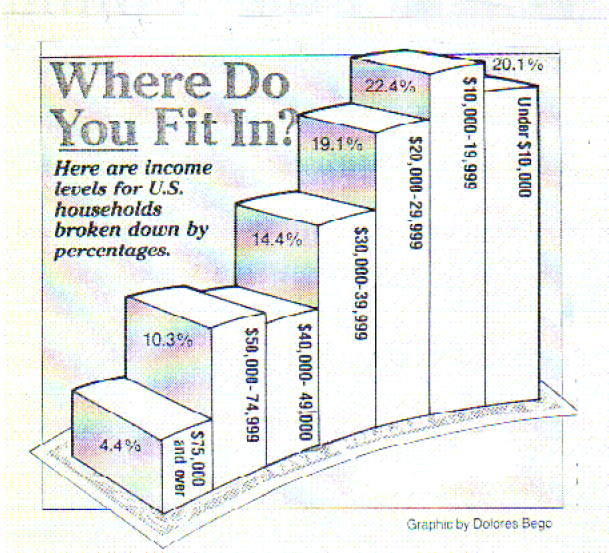 Where Do
You Fit In?
Here are income
levels for U.S.
households
broken down by
percentages.
20.1%
22.4%
19.1%
14.4%
10.3%
4.4%
Under $10,000
$10,000-19,999
$20,000-29,999
$30,000-39,999
$40,000-49,000
$50,000-74,999
$75,000
and over
Graphic by Dolores Bego